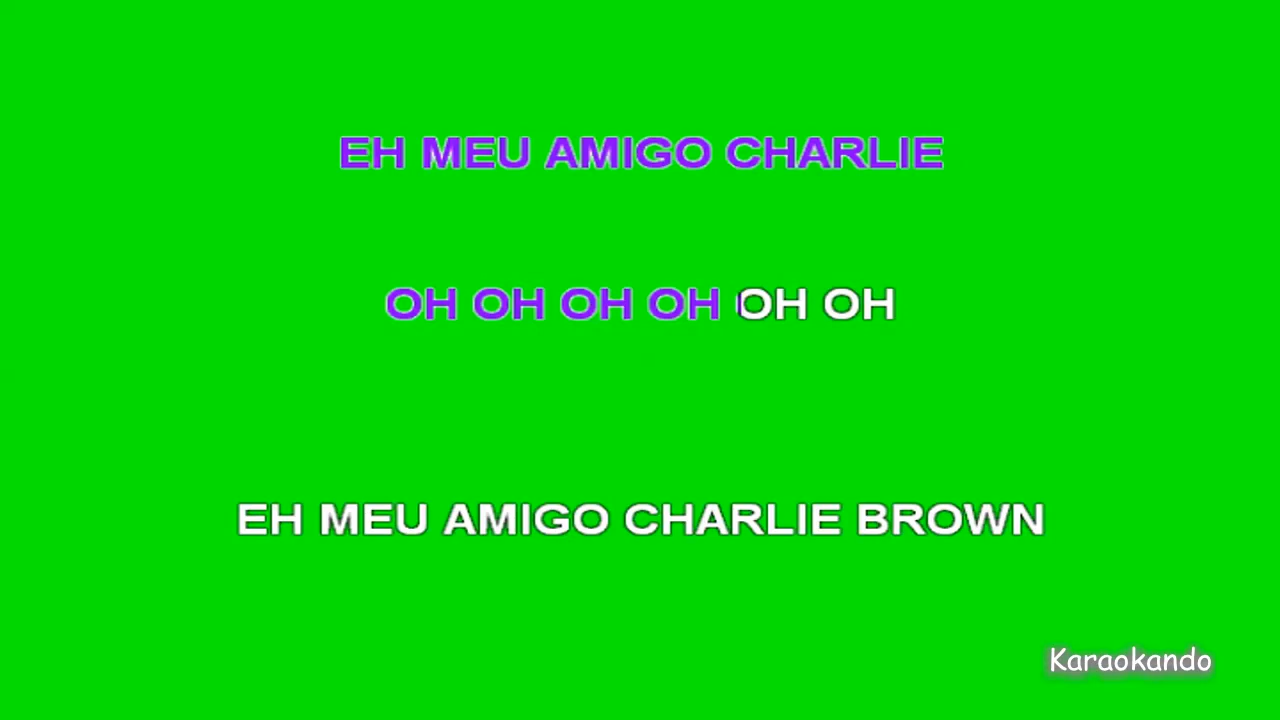 EH MEU AMIGO CHARLIE
OH OH OH OH OH OH
EH MEU AMIGO CHARLIE BROWN
Karaokando